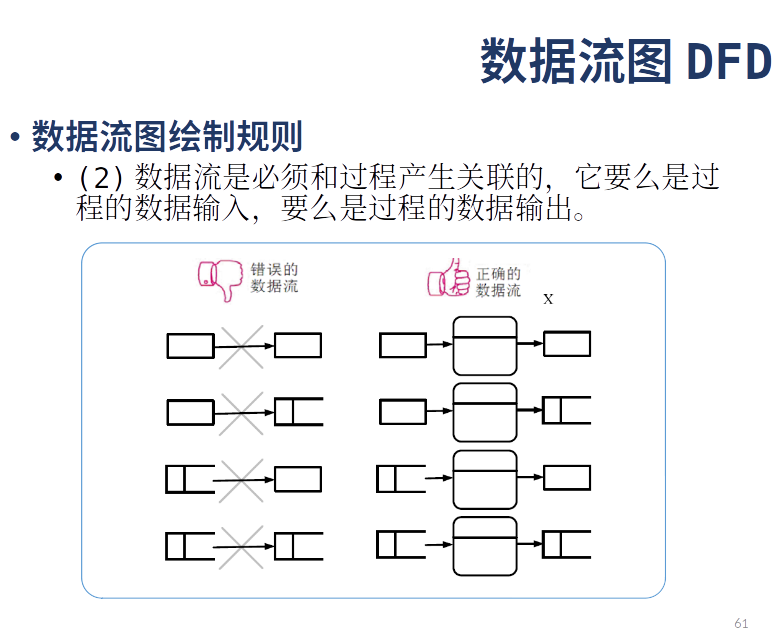 数据流图 DFD
• 数据流图绘制规则
• (2) 数据流是必须和过程产生关联的，它要么是过
程的数据输入，要么是过程的数据输出。
错误的
数据流
正确的
数据流
x
61